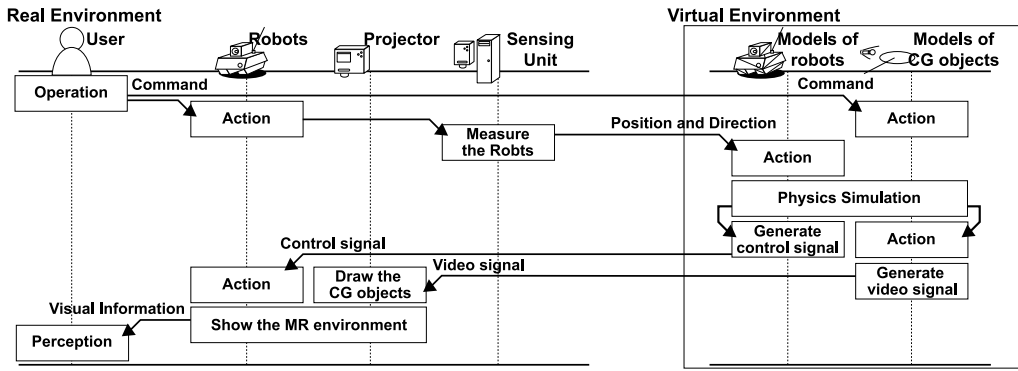 Real Environment
Virtual Environment
User
Robots
Projector
Sensing
Unit
Models of
robots
Models of
CG objects
Operation
Command
Command
Action
Action
Measure
the Robts
Position and Direction
Action
Physics Simulation
Generate
control signal
Action
Control signal
Video signal
Action
Draw the
CG objects
Generate
video signal
Visual Information
Show the MR environment
Perception